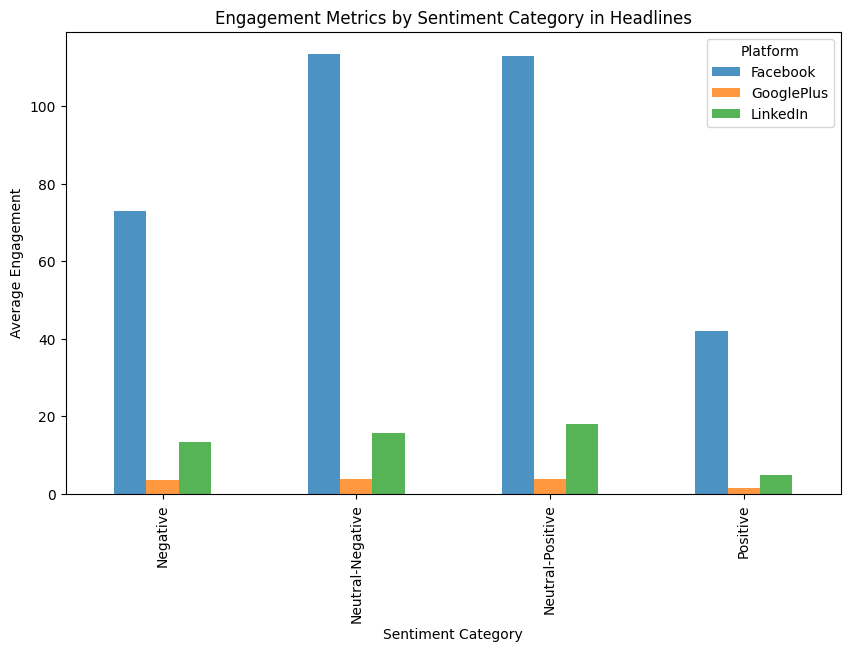 Engagement Metrics by Sentiment Category in Headlines
Platform
Facebook
GooglePlus
LinkedIn
Average Engagement
100
80
60
40
20
0
Negative
Neutral-Negative
Neutral-Positive
Positive
Sentiment Category